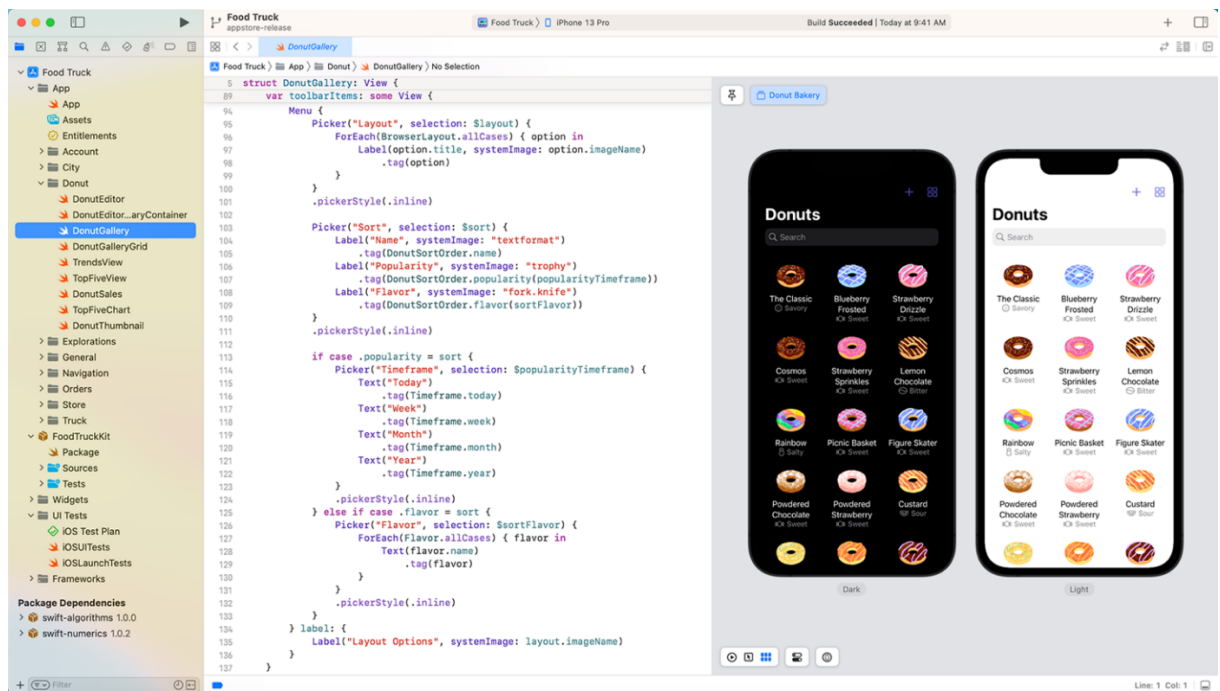 Food Truck
appstore-release
Food Truck 〉 iPhone 13 Pro
Build Succeeded | Today at 9:41 AM
DonutGallery
Food Truck 〉 App 〉 Donut 〉 DonutGallery 〉 No Selection
Food Truck
App
App
Assets
Entitlements
Account
City
Donut
DonutEditor
DonutEditor...aryContainer
DonutGallery
DonutGalleryGrid
TrendsView
TopFiveView
DonutSales
TopFiveChart
DonutThumbnail
Explorations
General
Navigation
Orders
Store
Truck
FoodTruckKit
Package
Sources
Tests
Widgets
UI Tests
iOS Test Plan
iOSUITests
iOSLaunchTests
Frameworks
Package Dependencies
swift-algorithms 1.0.0
swift-numerics 1.0.2
Filter
5 struct DonutGallery: View {
89 var toolbarItems: some View {
94 Menu {
95 Picker("Layout", selection: $layout) {
96 ForEach(BrowserLayout.allCases) { option in
97 Label(option.title, systemImage: option.imageName)
98 .tag(option)
99 }
100 }
101 .pickerStyle(.inline)
102
103 Picker("Sort", selection: $sort) {
104 Label("Name", systemImage: "textformat")
105 .tag(DonutSortOrder.name)
106 Label("Popularity", systemImage: "trophy")
107 .tag(DonutSortOrder.popularity(popularityTimeframe))
108 Label("Flavor", systemImage: "fork.knife")
109 .tag(DonutSortOrder.flavor(sortFlavor))
110 }
111 .pickerStyle(.inline)
112
113 if case .popularity = sort {
114 Picker("Timeframe", selection: $popularityTimeframe) {
115 Text("Today")
116 .tag(Timeframe.today)
117 Text("Week")
118 .tag(Timeframe.week)
119 Text("Month")
120 .tag(Timeframe.month)
121 Text("Year")
122 .tag(Timeframe.year)
123 }
124 .pickerStyle(.inline)
125 } else if case .flavor = sort {
126 Picker("Flavor", selection: $sortFlavor) {
127 ForEach(Flavor.allCases) { flavor in
128 Text(flavor.name)
129 .tag(flavor)
130 }
131 }
132 .pickerStyle(.inline)
133 }
134 } label: {
135 Label("Layout Options", systemImage: layout.imageName)
136 }
137 }
Donut Bakery
Donuts
Search
The Classic
Savory
Blueberry
Frosted
Sweet
Strawberry
Drizzle
Sweet
Cosmos
Sweet
Strawberry
Sprinkles
Sweet
Lemon
Chocolate
Bitter
Rainbow
Salty
Picnic Basket
Sweet
Figure Skater
Sweet
Powdered
Chocolate
Sweet
Powdered
Strawberry
Sweet
Custard
Sour
Dark
Donuts
Search
The Classic
Savory
Blueberry
Frosted
Sweet
Strawberry
Drizzle
Sweet
Cosmos
Sweet
Strawberry
Sprinkles
Sweet
Lemon
Chocolate
Bitter
Rainbow
Salty
Picnic Basket
Sweet
Figure Skater
Sweet
Powdered
Chocolate
Sweet
Powdered
Strawberry
Sweet
Custard
Sour
Light
Line: 1 Col: 1